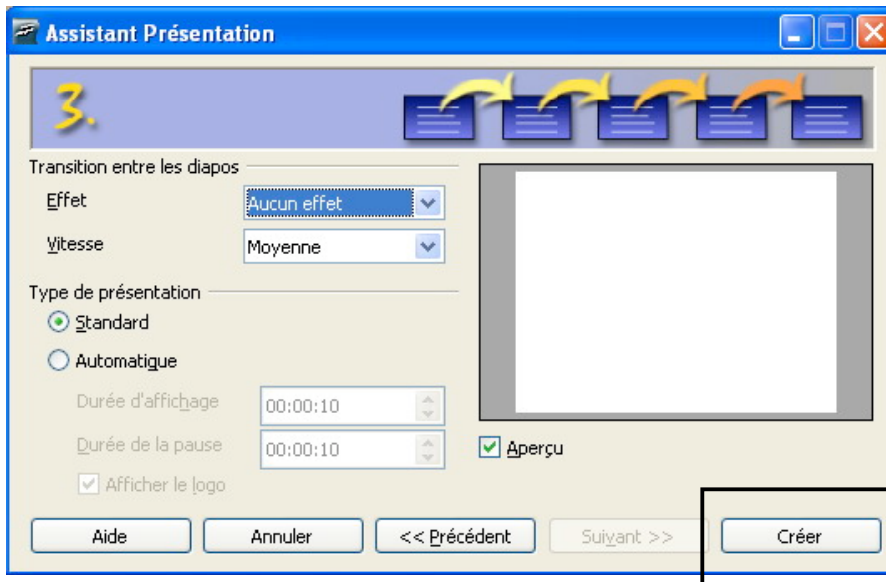 Assistant Présentation
3.
Transition entre les diapos
Effet Aucun effet
Vitesse Moyenne
Type de présentation
Standard
Automatique
Durée d'affichage 00:00:10
Durée de la pause 00:00:10
Afficher le logo
Aperçu
Aide Annuler << Précédent Suivant >> Créer